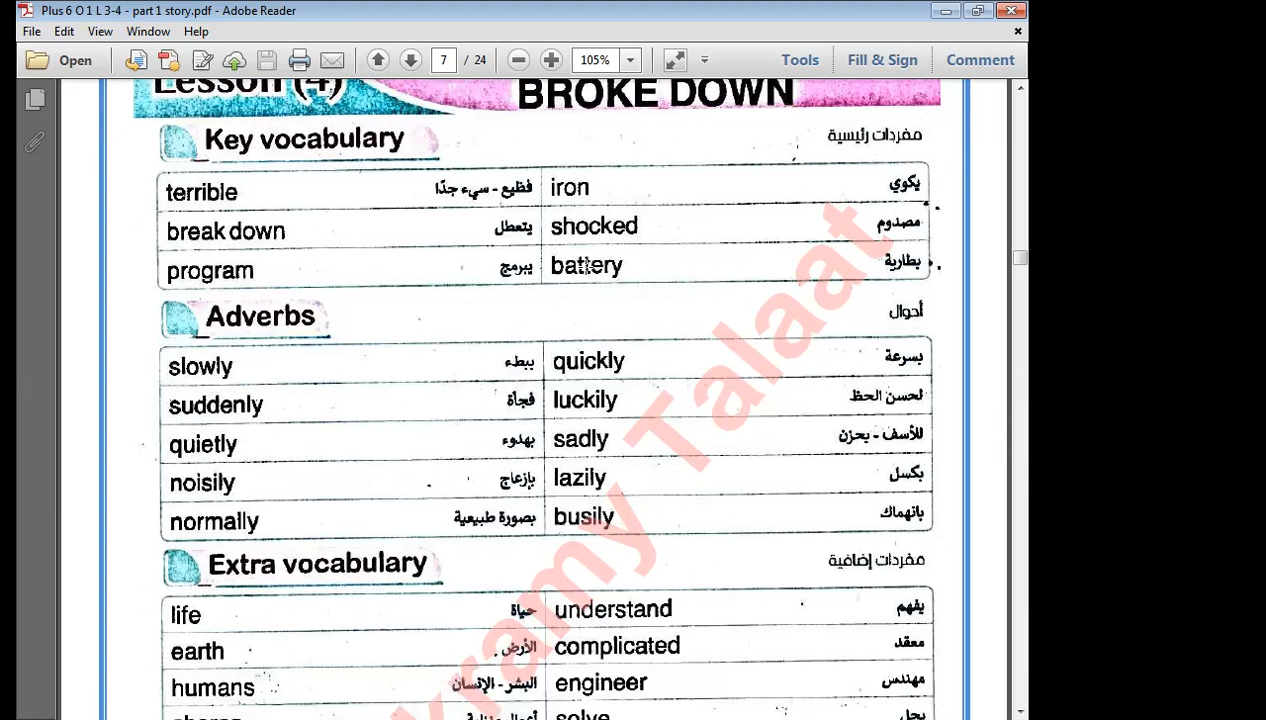 Plus 6 O 1 L 3-4 - part 1 story.pdf - Adobe Reader
File Edit View Window Help
Open 7 / 24 105% Tools Fill & Sign Comment
Lesson (4) BROKE DOWN
Key vocabulary مفردات رئيسية
terrible فظيع - سيء جدًا iron يكوي
break down يتعطل shocked مصدوم
program يبرمج battery بطارية
Adverbs أحوال
slowly ببطء quickly بسرعة
suddenly فجأة luckily لحسن الحظ
quietly بهدوء sadly للأسف - بحزن
noisily بإزعاج lazily بكسل
normally بصورة طبيعية busily بانهماك
Extra vocabulary مفردات إضافية
life حياة understand يفهم
earth الأرض complicated معقد
humans البشر - الإنسان engineer مهندس
solve يحل
kramy Talaat